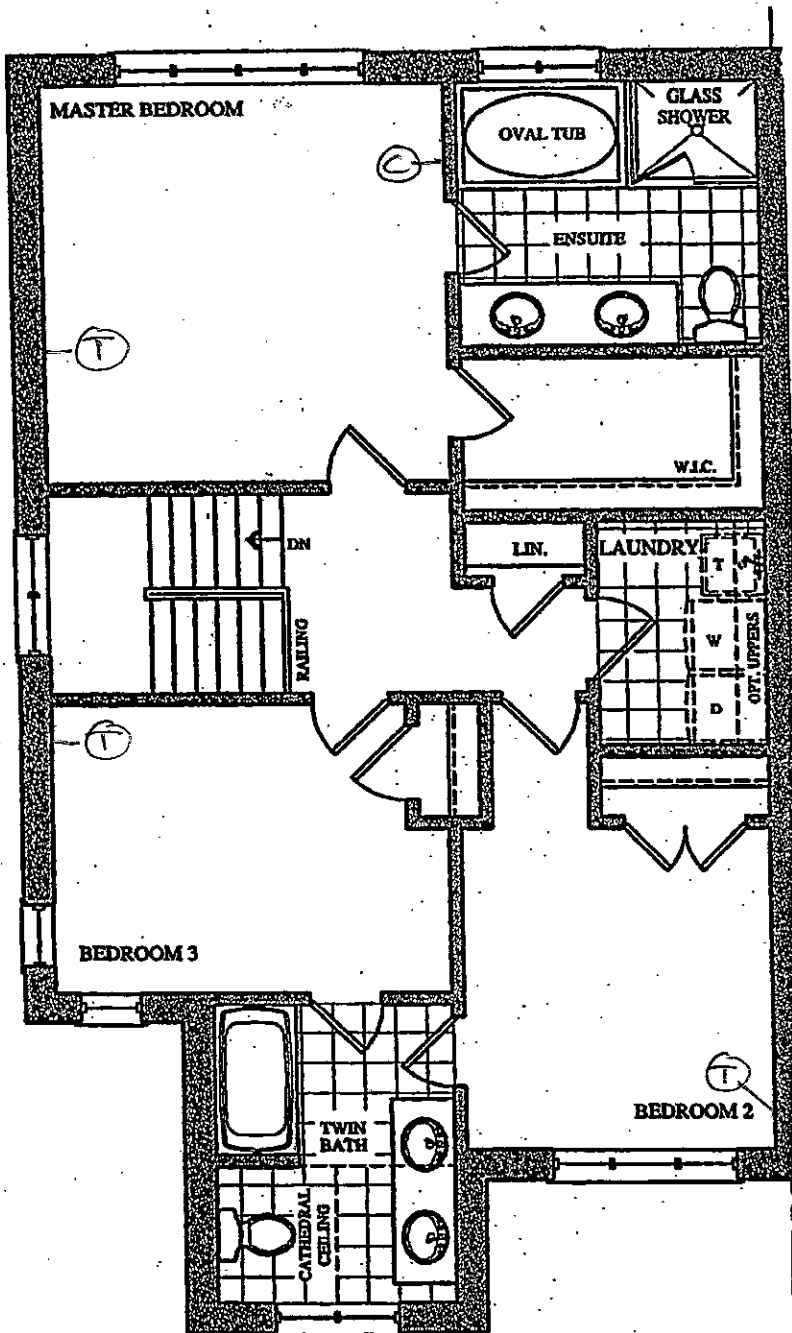 MASTER BEDROOM
OVAL TUB
GLASS
SHOWER
C
ENSUITE
T
W.I.C.
DN
LIN.
LAUNDRY
T
RAILING
W
OPT. UPPERS
D
T
BEDROOM 3
T
BEDROOM 2
TWIN
BATH
CATHEDRAL
CEILING